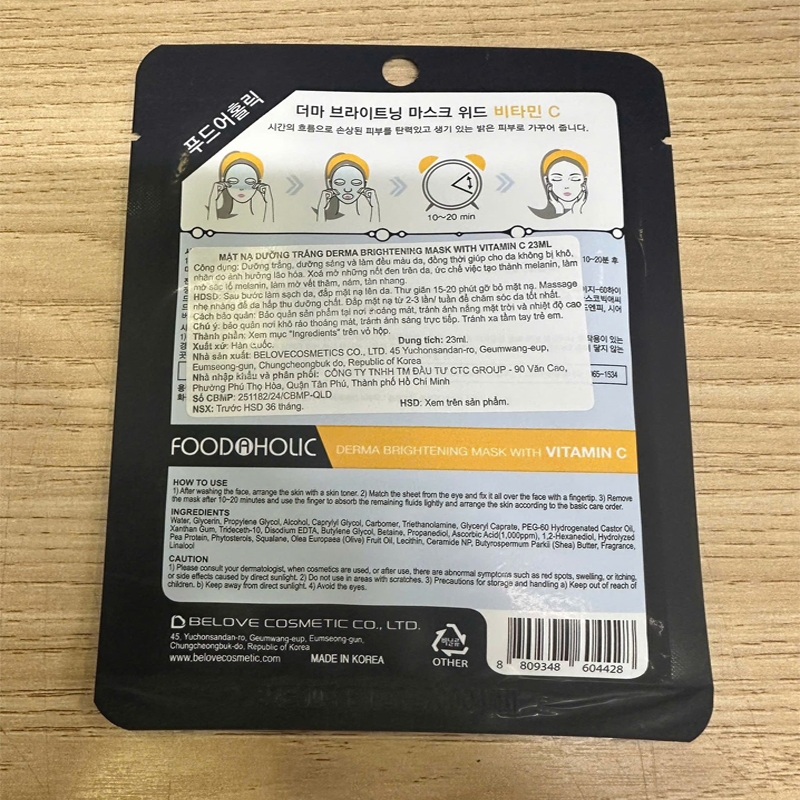 푸드어홀릭
더마 브라이트닝 마스크 위드 비타민 C
시간의 흐름으로 손상된 피부를 탄력있고 생기 있는 밝은 피부로 가꾸어 줍니다.
10~20 min
MẶT NẠ DƯỠNG TRẮNG DERMA BRIGHTENING MASK WITH VITAMIN C 23ML
Công dụng: Dưỡng trắng, dưỡng sáng và làm đều màu da, đồng thời giúp cho da không bị khô,
nhăn do ảnh hưởng lão hóa. Xoá mờ những nốt đen trên da, ức chế việc tạo thành melanin, làm
mờ sắc tố melanin, làm mờ vết thâm, nám, tàn nhang.
HDSD: Sau bước làm sạch da, đắp mặt nạ lên da. Thư giãn 15-20 phút gỡ bỏ mặt nạ. Massage
nhẹ nhàng để da hấp thu dưỡng chất. Đắp mặt nạ từ 2-3 lần/ tuần để chăm sóc da tốt nhất.
Cách bảo quản: Bảo quản sản phẩm tại nơi thoáng mát, tránh ánh nắng mặt trời và nhiệt độ cao
Chú ý: bảo quản nơi khô ráo thoáng mát, tránh ánh sáng trực tiếp. Tránh xa tầm tay trẻ em.
Thành phần: Xem mục "Ingredients" trên vỏ hộp.
Xuất xứ: Hàn Quốc. Dung tích: 23ml.
Nhà sản xuất: BELOVECOSMETICS CO., LTD. 45 Yuchonsandan-ro, Geumwang-eup,
Eumseong-gun, Chungcheongbuk-do, Republic of Korea
Nhà nhập khẩu và phân phối: CÔNG TY TNHH TM ĐẦU TƯ CTC GROUP - 90 Văn Cao,
Phường Phú Thọ Hòa, Quận Tân Phú, Thành phố Hồ Chí Minh
Số CBMP: 251182/24/CBMP-QLD
NSX: Trước HSD 36 tháng. HSD: Xem trên sản phẩm.
10~20분 후
065-1534
FOODAHOLIC DERMA BRIGHTENING MASK WITH VITAMIN C
HOW TO USE
1) After washing the face, arrange the skin with a skin toner. 2) Match the sheet from the eye and fix it all over the face with a fingertip. 3) Remove
the mask after 10~20 minutes and use the finger to absorb the remaining fluids lightly and arrange the skin according to the basic care order.
INGREDIENTS
Water, Glycerin, Propylene Glycol, Alcohol, Caprylyl Glycol, Carbomer, Triethanolamine, Glyceryl Caprate, PEG-60 Hydrogenated Castor Oil,
Xanthan Gum, Trideceth-10, Disodium EDTA, Butylene Glycol, Betaine, Propanediol, Ascorbic Acid(1,000ppm), 1,2-Hexanediol, Hydrolyzed
Pea Protein, Phytosterols, Squalane, Olea Europaea (Olive) Fruit Oil, Lecithin, Ceramide NP, Butyrospermum Parkii (Shea) Butter, Fragrance,
Linalool
CAUTION
1) Please consult your dermatologist, when cosmetics are used, or after use, there are abnormal symptoms such as red spots, swelling, or itching,
or side effects caused by direct sunlight. 2) Do not use in areas with scratches. 3) Precautions for storage and handling a) Keep out of reach of
children. b) Keep away from direct sunlight. 4) Avoid the eyes.
BELOVE COSMETIC CO., LTD.
45, Yuchonsandan-ro, Geumwang-eup, Eumseong-gun,
Chungcheongbuk-do, Republic of Korea
www.belovecosmetic.com MADE IN KOREA
OTHER
8 809348 604428